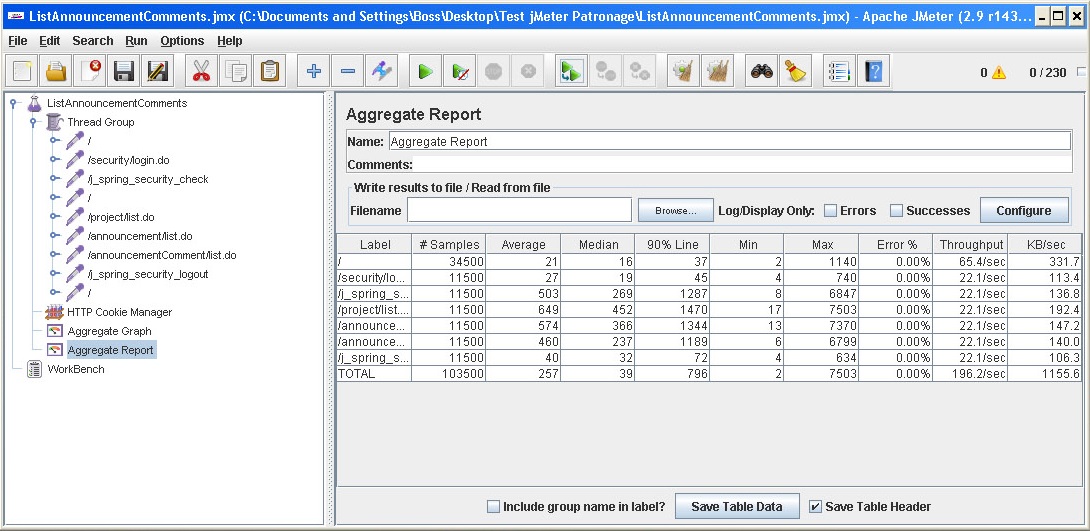 ListAnnouncementComments.jmx (C:\Documents and Settings\Boss\Desktop\Test jMeter Patronage\ListAnnouncementComments.jmx) - Apache JMeter (2.9 r143...
File Edit Search Run Options Help
0 0 / 230
ListAnnouncementComments
Thread Group
/
/security/login.do
/j_spring_security_check
/
/project/list.do
/announcement/list.do
/announcementComment/list.do
/j_spring_security_logout
/
HTTP Cookie Manager
Aggregate Graph
Aggregate Report
WorkBench
Aggregate Report
Name: Aggregate Report
Comments:
Write results to file / Read from file
Filename Browse... Log/Display Only: Errors Successes Configure
Label # Samples Average Median 90% Line Min Max Error % Throughput KB/sec
/ 34500 21 16 37 2 1140 0.00% 65.4/sec 331.7
/security/lo... 11500 27 19 45 4 740 0.00% 22.1/sec 113.4
/j_spring_s... 11500 503 269 1287 8 6847 0.00% 22.1/sec 136.8
/project/list.... 11500 649 452 1470 17 7503 0.00% 22.1/sec 192.4
/announce... 11500 574 366 1344 13 7370 0.00% 22.1/sec 147.2
/announce... 11500 460 237 1189 6 6799 0.00% 22.1/sec 140.0
/j_spring_s... 11500 40 32 72 4 634 0.00% 22.1/sec 106.3
TOTAL 103500 257 39 796 2 7503 0.00% 196.2/sec 1155.6
Include group name in label? Save Table Data Save Table Header